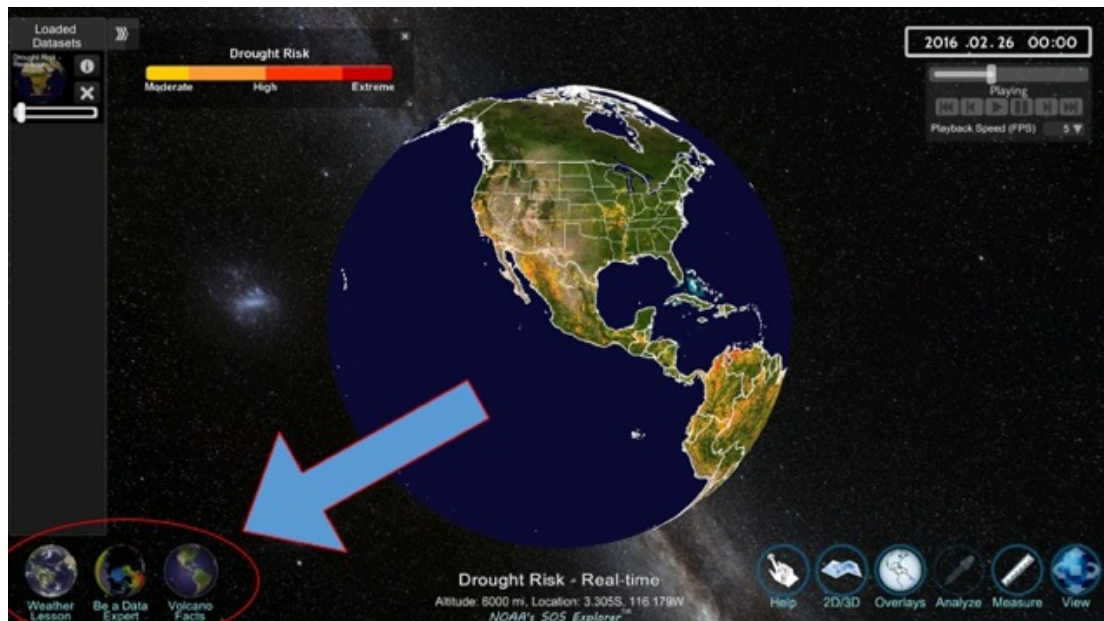 Loaded
Datasets
Drought Risk -
Drought Risk
Moderate High Extreme
2016 .02.26 00:00
Playing
Playback Speed (FPS) 5
Weather
Lesson
Be a Data
Expert
Volcano
Facts
Drought Risk - Real-time
Altitude: 6000 mi, Location: 3.305S, 116.179W
NOAA's SOS Explorer
Help 2D/3D Overlays Analyze Measure View